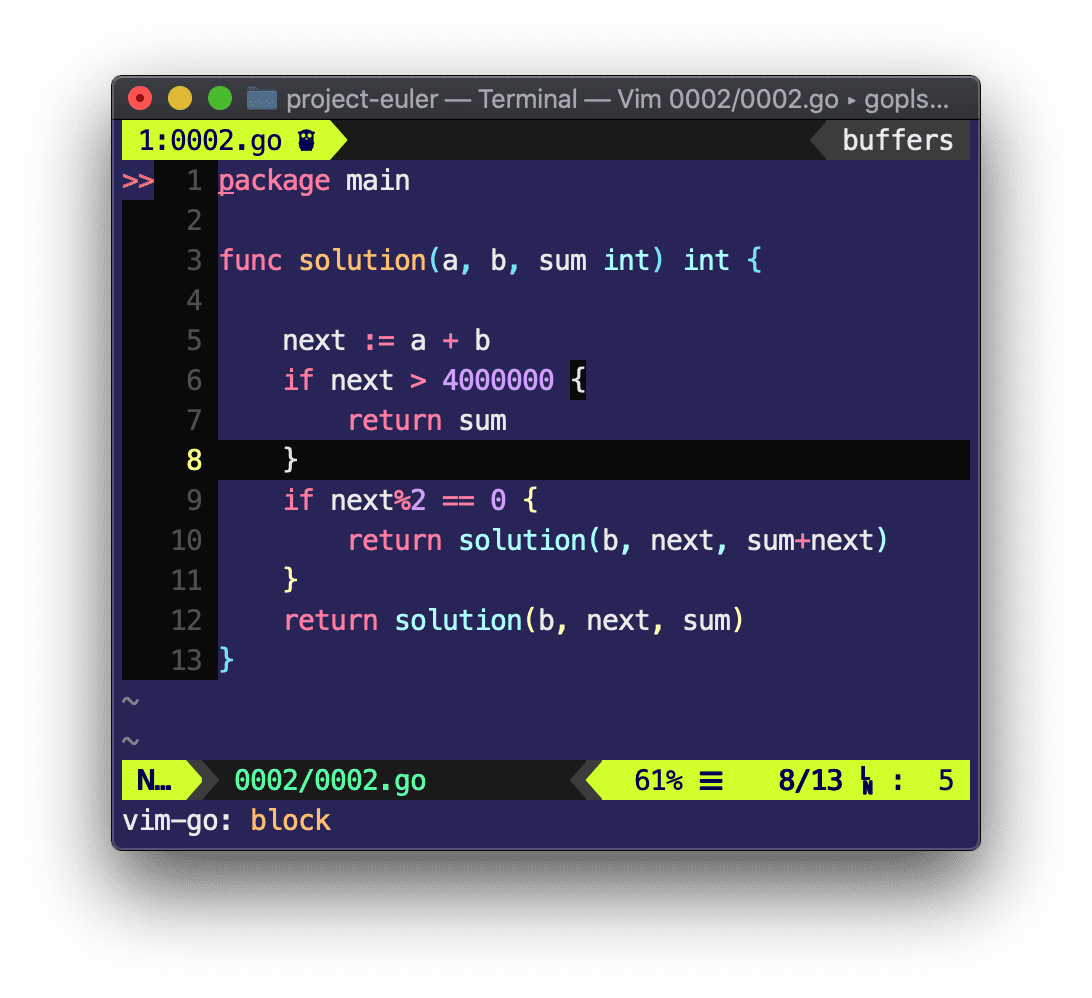 project-euler — Terminal — Vim 0002/0002.go ▸ gopls...
1:0002.go buffers
>> 1 package main
2
3 func solution(a, b, sum int) int {
4
5     next := a + b
6     if next > 4000000 {
7         return sum
8     }
9     if next%2 == 0 {
10         return solution(b, next, sum+next)
11     }
12     return solution(b, next, sum)
13 }
~
~
N... 0002/0002.go 61% ☰ 8/13 ␤ : 5
vim-go: block